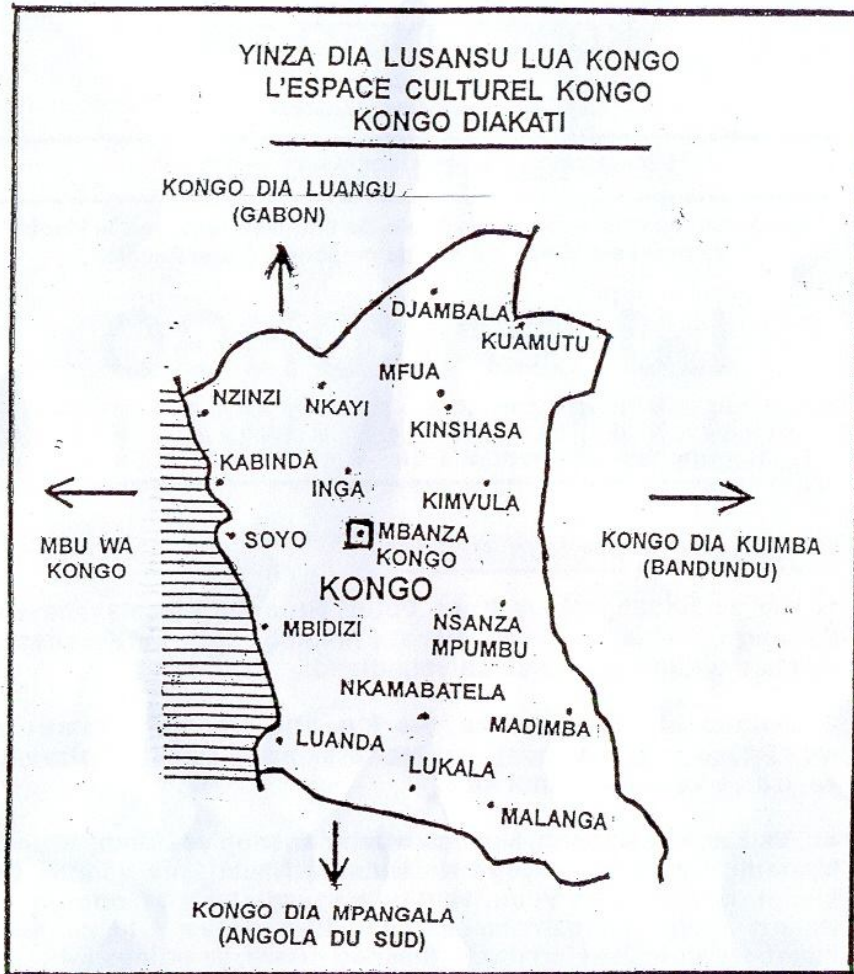 YINZA DIA LUSANSU LUA KONGO
L'ESPACE CULTUREL KONGO
KONGO DIAKATI
KONGO DIA LUANGU
(GABON)
DJAMBALA
KUAMUTU
MFUA
NZINZI
NKAYI
KINSHASA
KABINDA
INGA
KIMVULA
MBU WA
KONGO
SOYO
MBANZA
KONGO
KONGO DIA KUIMBA
(BANDUNDU)
KONGO
MBIDIZI
NSANZA
MPUMBU
NKAMABATELA
MADIMBA
LUANDA
LUKALA
MALANGA
KONGO DIA MPANGALA
(ANGOLA DU SUD)